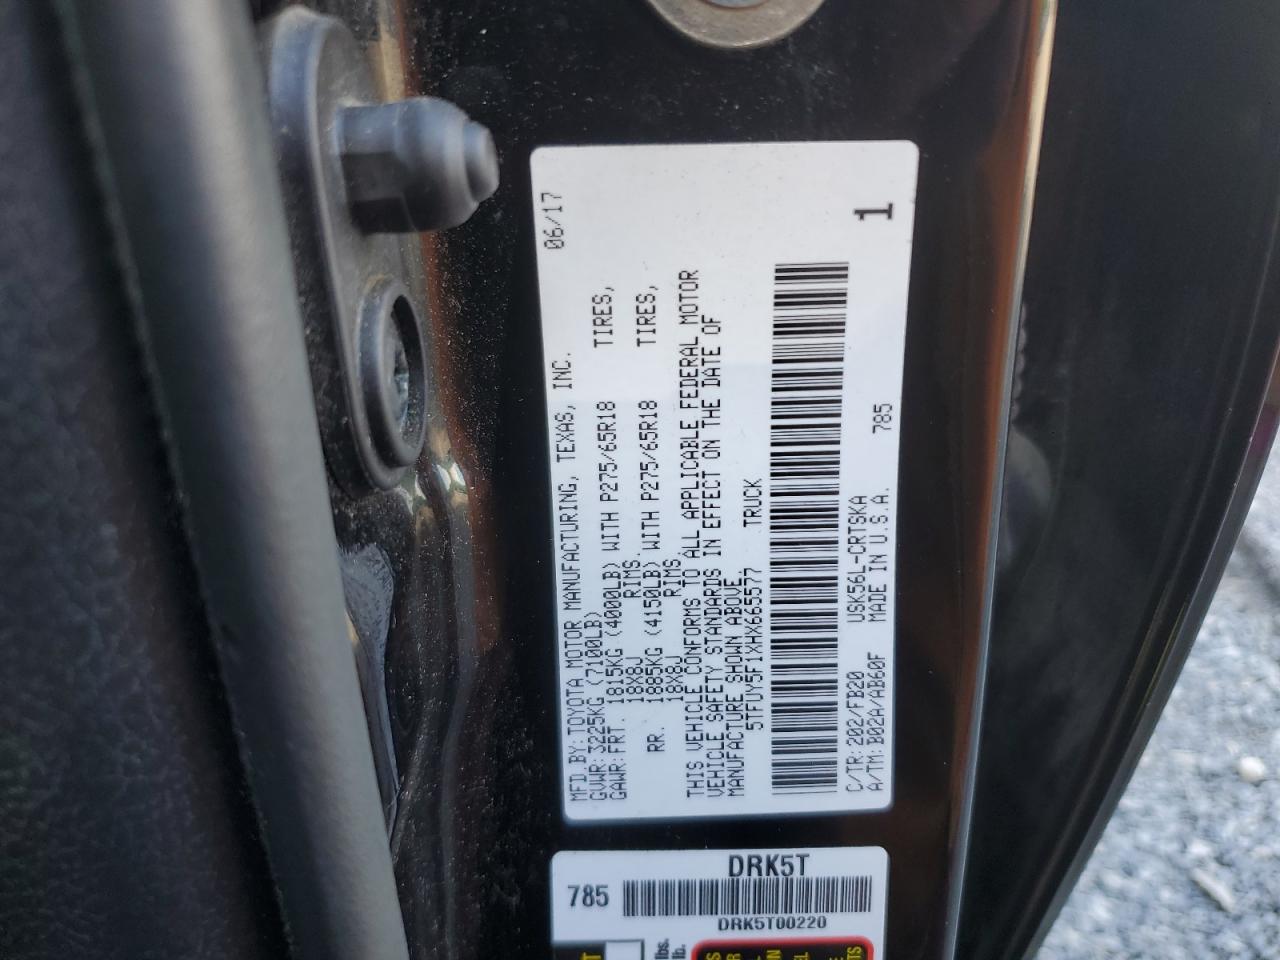 MFD.BY:TOYOTA MOTOR MANUFACTURING, TEXAS, INC. 06/17
GVWR:3225KG (7100LB)
GAWR:FRT. 1815KG (4000LB) WITH P275/65R18 TIRES,
18X8J RIMS.
RR. 1885KG (4150LB) WITH P275/65R18 TIRES,
18X8J RIMS.
THIS VEHICLE CONFORMS TO ALL APPLICABLE FEDERAL MOTOR
VEHICLE SAFETY STANDARDS IN EFFECT ON THE DATE OF
MANUFACTURE SHOWN ABOVE.
5TFUY5F1XHX665577 TRUCK
C/TR:202/FB20 USK56L-CRTSKA 785 1
A/TM:B02A/AB60F MADE IN U.S.A.
DRK5T
785
DRK5T00220
lbs.
lb.